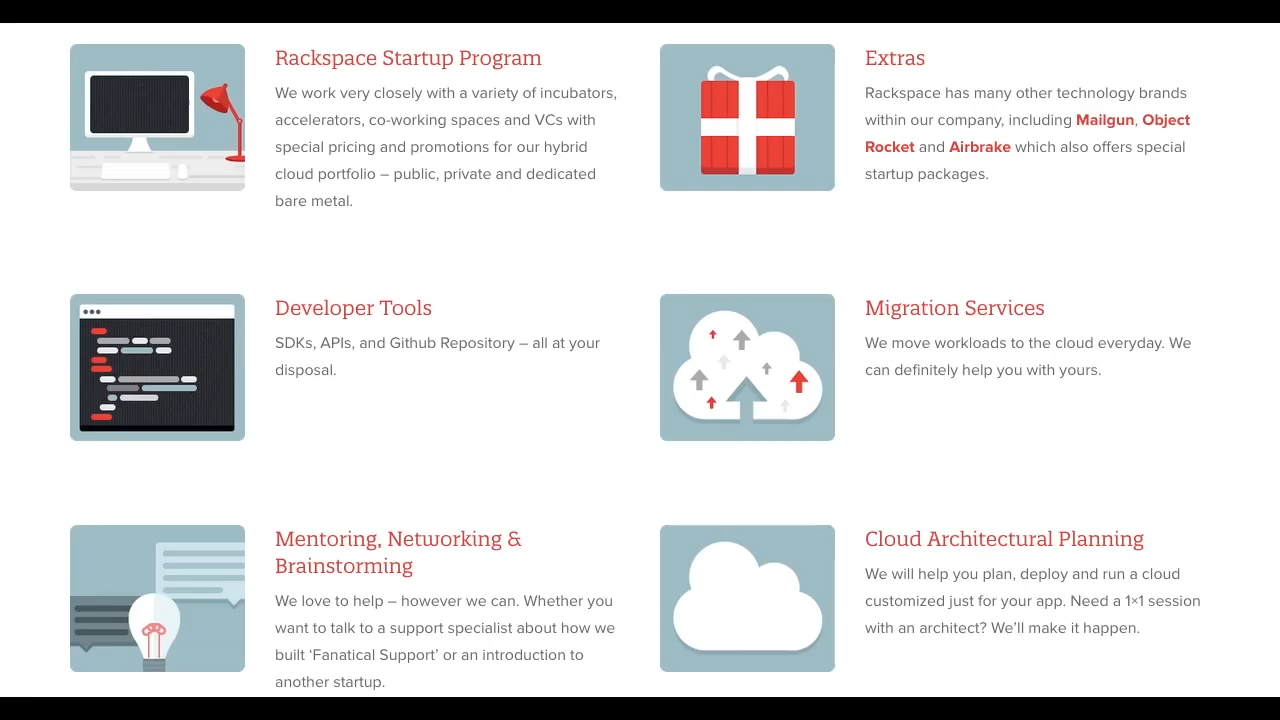 Rackspace Startup Program
We work very closely with a variety of incubators,
accelerators, co-working spaces and VCs with
special pricing and promotions for our hybrid
cloud portfolio – public, private and dedicated
bare metal.
Extras
Rackspace has many other technology brands
within our company, including Mailgun, Object
Rocket and Airbrake which also offers special
startup packages.
Developer Tools
SDKs, APIs, and Github Repository – all at your
disposal.
Migration Services
We move workloads to the cloud everyday. We
can definitely help you with yours.
Mentoring, Networking &
Brainstorming
We love to help – however we can. Whether you
want to talk to a support specialist about how we
built ‘Fanatical Support’ or an introduction to
another startup.
Cloud Architectural Planning
We will help you plan, deploy and run a cloud
customized just for your app. Need a 1×1 session
with an architect? We’ll make it happen.